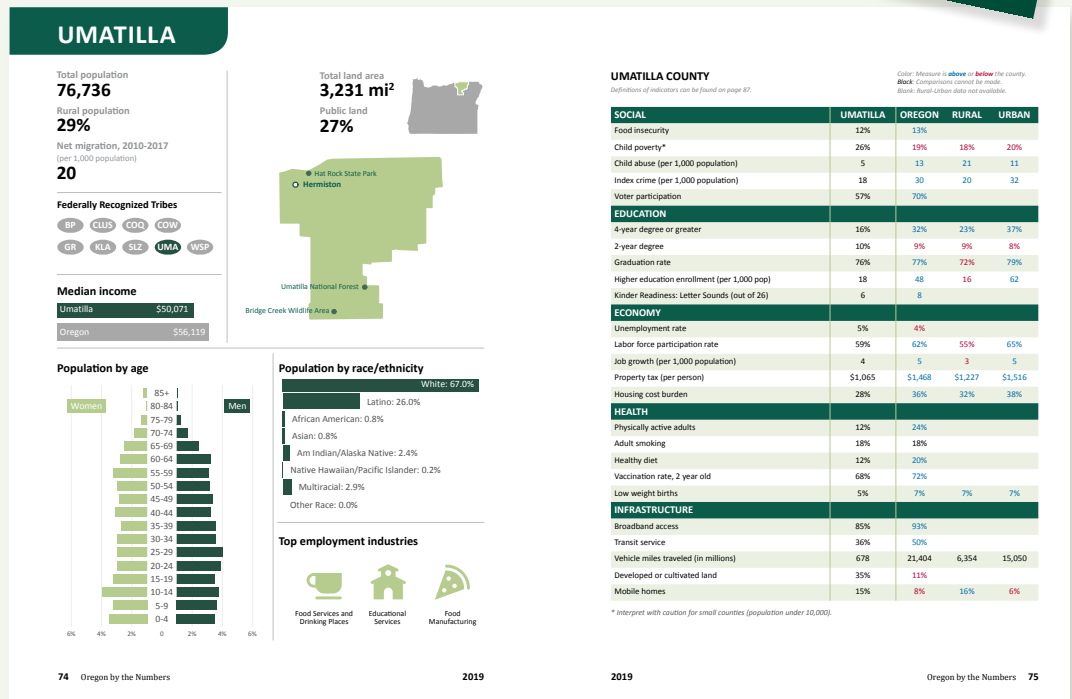 UMATILLA
Total population
76,736
Rural population
29%
Net migration, 2010-2017
(per 1,000 population)
20
Total land area
3,231 mi²
Public land
27%
Federally Recognized Tribes
BP CLUS COQ COW
GR KLA SLZ UMA WSP
Median income
Umatilla $50,071
Oregon $56,119
Hat Rock State Park
Hermiston
Umatilla National Forest
Bridge Creek Wildlife Area
Population by age
Women
Men
85+
80-84
75-79
70-74
65-69
60-64
55-59
50-54
45-49
40-44
35-39
30-34
25-29
20-24
15-19
10-14
5-9
0-4
6% 4% 2% 0 2% 4% 6%
Population by race/ethnicity
White: 67.0%
Latino: 26.0%
African American: 0.8%
Asian: 0.8%
Am Indian/Alaska Native: 2.4%
Native Hawaiian/Pacific Islander: 0.2%
Multiracial: 2.9%
Other Race: 0.0%
Top employment industries
Food Services and
Drinking Places
Educational
Services
Food
Manufacturing
74 Oregon by the Numbers 2019
UMATILLA COUNTY
Definitions of indicators can be found on page 87.
Color: Measure is above or below the county.
Black: Comparisons cannot be made.
Blank: Rural-Urban data not available.
SOCIAL UMATILLA OREGON RURAL URBAN
Food insecurity 12% 13%
Child poverty* 26% 19% 18% 20%
Child abuse (per 1,000 population) 5 13 21 11
Index crime (per 1,000 population) 18 30 20 32
Voter participation 57% 70%
EDUCATION
4-year degree or greater 16% 32% 23% 37%
2-year degree 10% 9% 9% 8%
Graduation rate 76% 77% 72% 79%
Higher education enrollment (per 1,000 pop) 18 48 16 62
Kinder Readiness: Letter Sounds (out of 26) 6 8
ECONOMY
Unemployment rate 5% 4%
Labor force participation rate 59% 62% 55% 65%
Job growth (per 1,000 population) 4 5 3 5
Property tax (per person) $1,065 $1,468 $1,227 $1,516
Housing cost burden 28% 36% 32% 38%
HEALTH
Physically active adults 12% 24%
Adult smoking 18% 18%
Healthy diet 12% 20%
Vaccination rate, 2 year old 68% 72%
Low weight births 5% 7% 7% 7%
INFRASTRUCTURE
Broadband access 85% 93%
Transit service 36% 50%
Vehicle miles traveled (in millions) 678 21,404 6,354 15,050
Developed or cultivated land 35% 11%
Mobile homes 15% 8% 16% 6%
* Interpret with caution for small counties (population under 10,000).
2019 Oregon by the Numbers 75